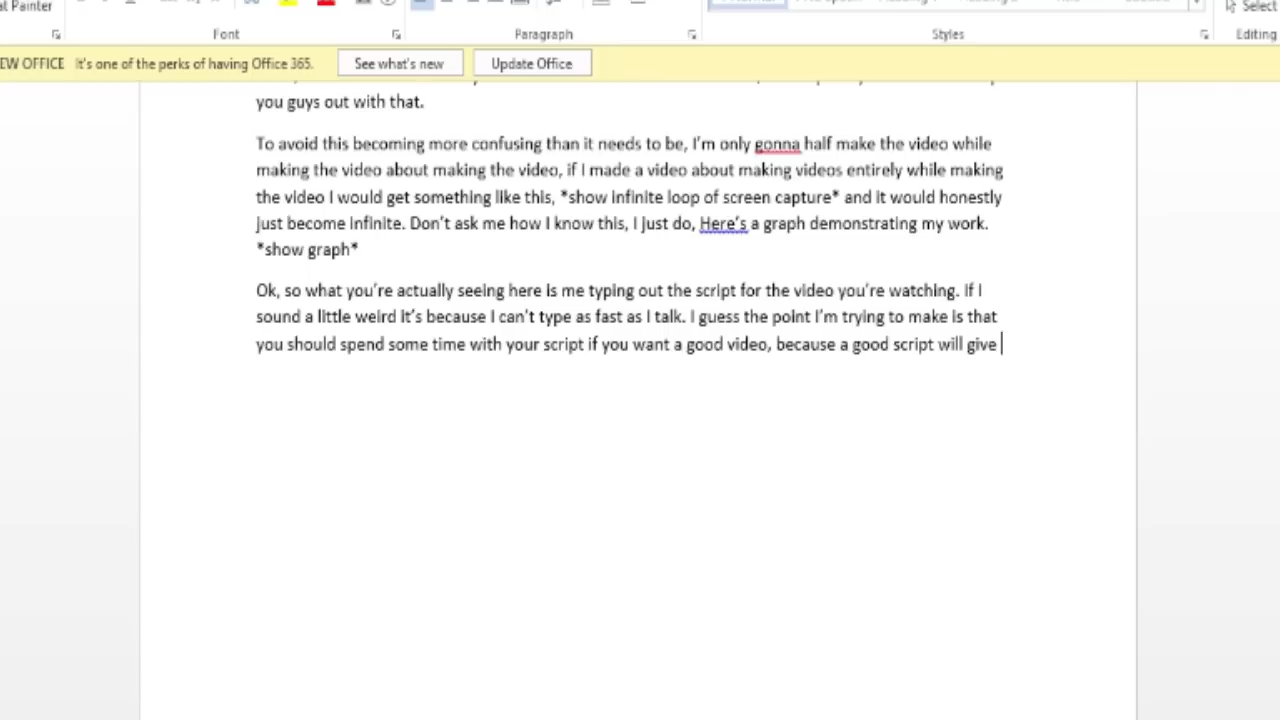 at Painter
Select
Font
Paragraph
Styles
Editing
EW OFFICE It's one of the perks of having Office 365.
See what's new
Update Office
you guys out with that.
To avoid this becoming more confusing than it needs to be, I'm only gonna half make the video while
making the video about making the video, if I made a video about making videos entirely while making
the video I would get something like this, *show infinite loop of screen capture* and it would honestly
just become infinite. Don't ask me how I know this, I just do, Here's a graph demonstrating my work.
*show graph*
Ok, so what you're actually seeing here is me typing out the script for the video you're watching. If I
sound a little weird it's because I can't type as fast as I talk. I guess the point I'm trying to make is that
you should spend some time with your script if you want a good video, because a good script will give